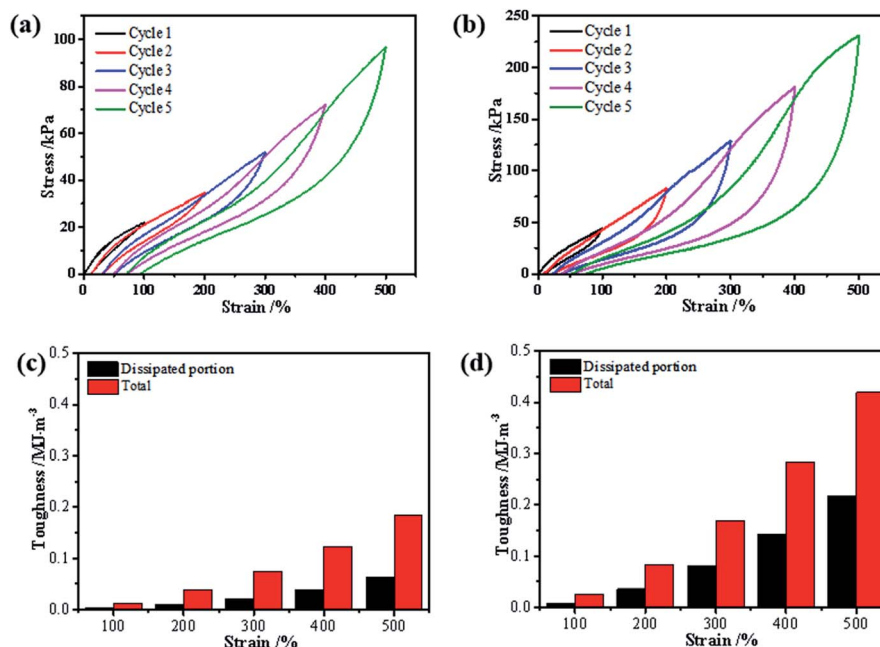 (a)
100
80
60
40
20
0
Stress /kPa
Cycle 1
Cycle 2
Cycle 3
Cycle 4
Cycle 5
0 100 200 300 400 500
Strain /%
(b)
250
200
150
100
50
0
Stress /kPa
Cycle 1
Cycle 2
Cycle 3
Cycle 4
Cycle 5
0 100 200 300 400 500
Strain /%
(c)
0.5
0.4
0.3
0.2
0.1
0.0
Toughness /MJ·m⁻³
Dissipated portion
Total
100 200 300 400 500
Strain /%
(d)
0.5
0.4
0.3
0.2
0.1
0.0
Toughness /MJ·m⁻³
Dissipated portion
Total
100 200 300 400 500
Strain /%